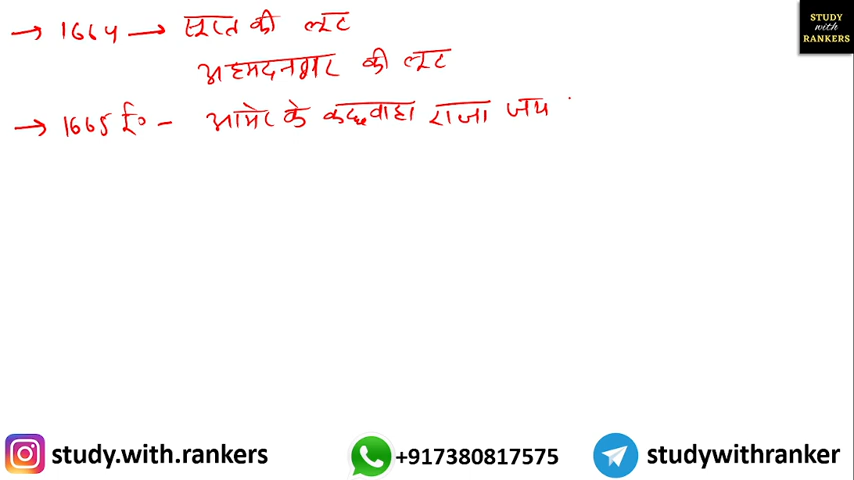 → 1664 → सूरत की लूट
अहमदनगर की लूट
→ 1665 ई० - आमेर के कछवाहा राजा जय
STUDY
with
RANKERS
study.with.rankers
+917380817575
studywithranker